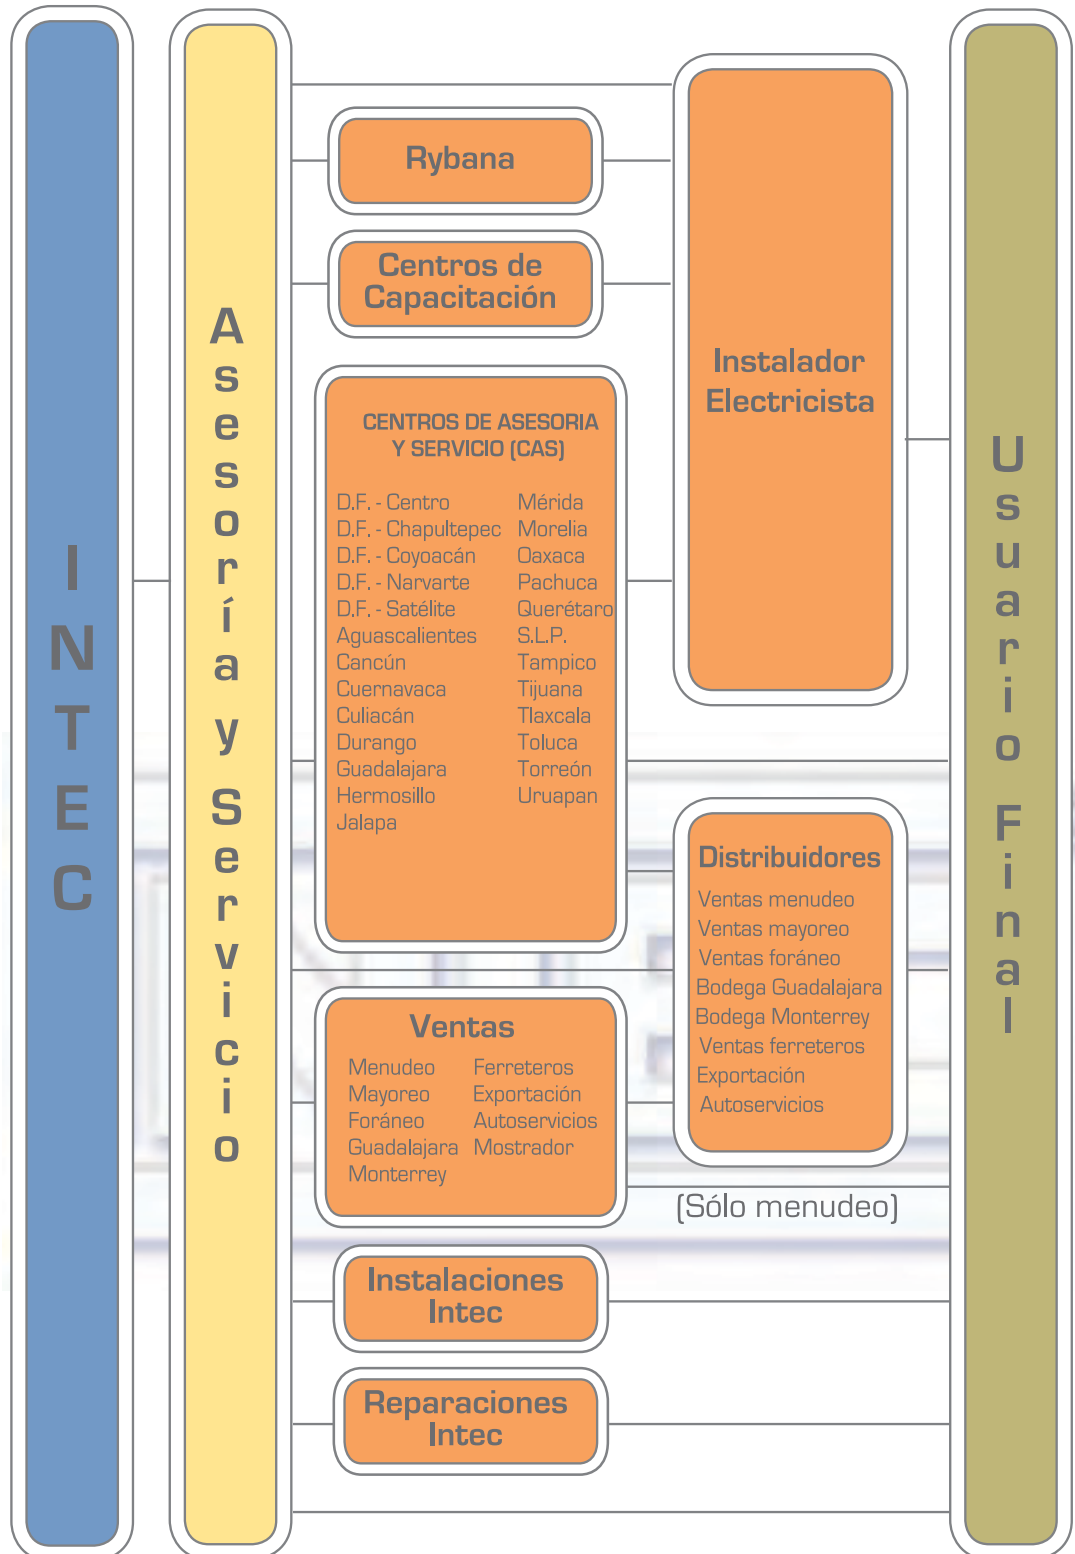 INTEC
Asesoría y Servicio
Rybana
Centros de
Capacitación
CENTROS DE ASESORIA
Y SERVICIO (CAS)
D.F. - Centro
D.F. - Chapultepec
D.F. - Coyoacán
D.F. - Narvarte
D.F. - Satélite
Aguascalientes
Cancún
Cuernavaca
Culiacán
Durango
Guadalajara
Hermosillo
Jalapa
Mérida
Morelia
Oaxaca
Pachuca
Querétaro
S.L.P.
Tampico
Tijuana
Tlaxcala
Toluca
Torreón
Uruapan
Ventas
Menudeo
Mayoreo
Foráneo
Guadalajara
Monterrey
Ferreteros
Exportación
Autoservicios
Mostrador
Instalaciones
Intec
Reparaciones
Intec
Instalador
Electricista
Distribuidores
Ventas menudeo
Ventas mayoreo
Ventas foráneo
Bodega Guadalajara
Bodega Monterrey
Ventas ferreteros
Exportación
Autoservicios
(Sólo menudeo)
Usuario Final